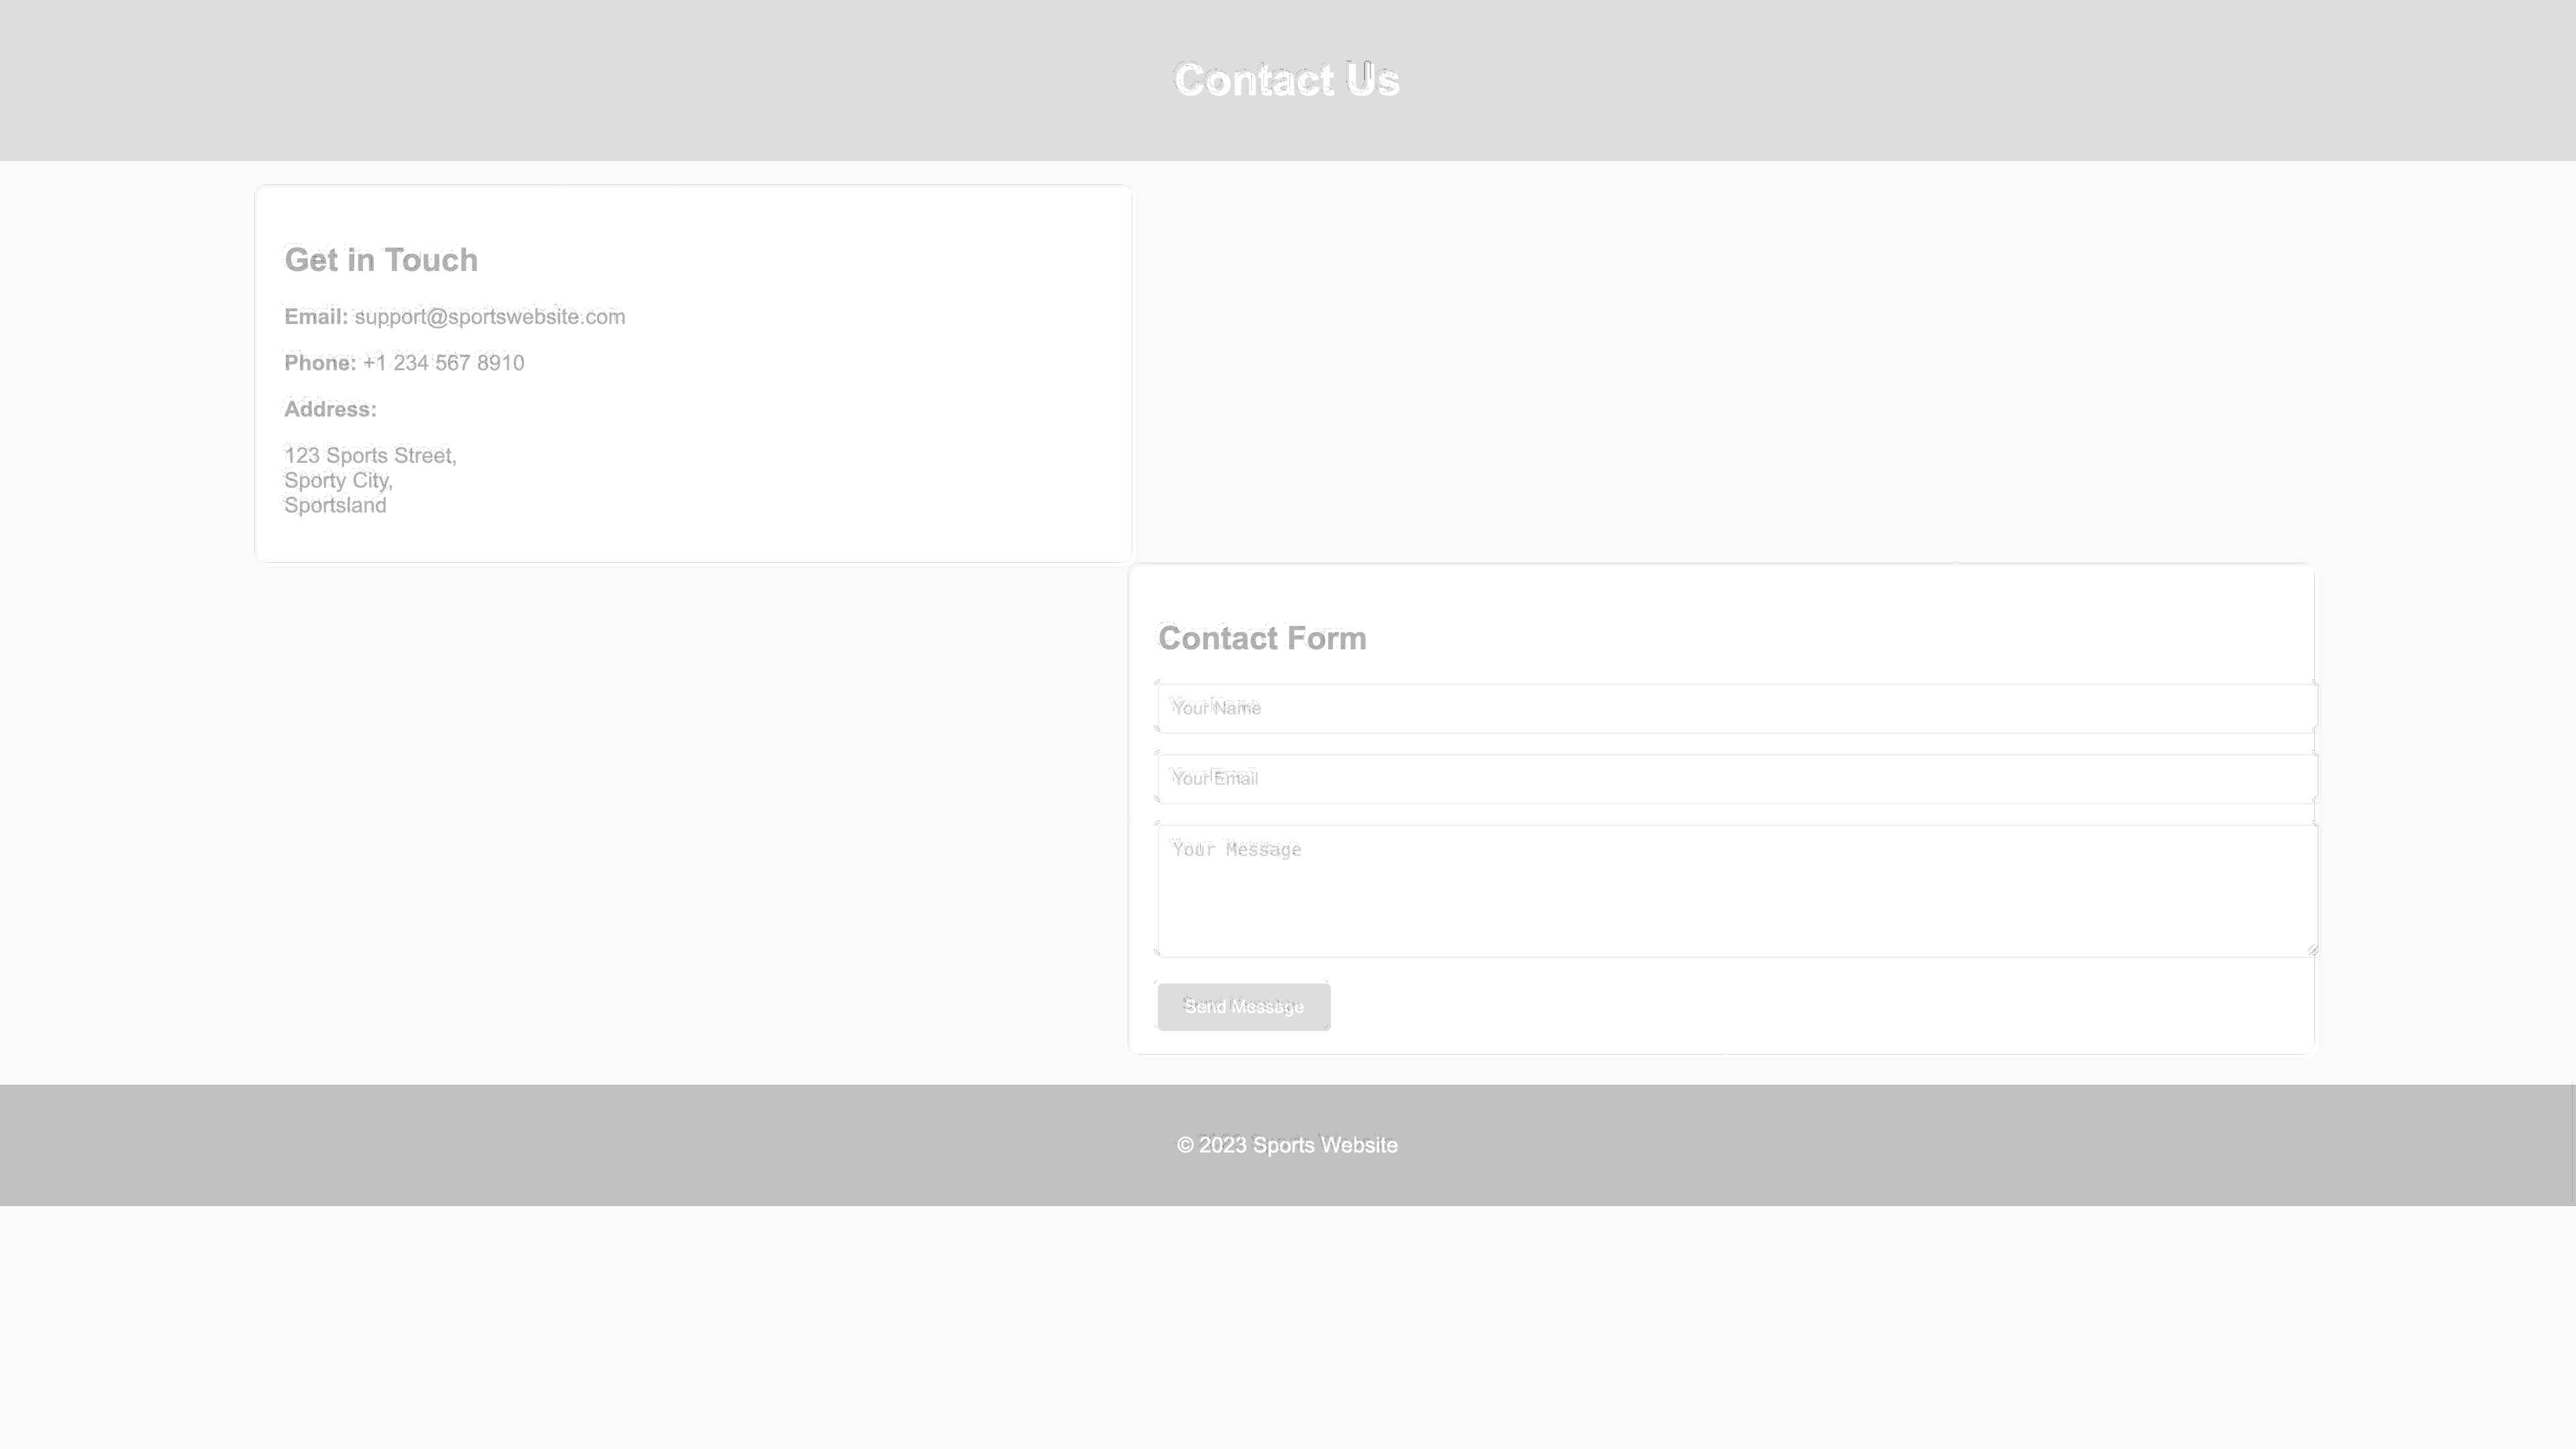 Contact Us
Get in Touch
Email: support@sportswebsite.com
Phone: +1 234 567 8910
Address:
123 Sports Street,
Sporty City,
Sportsland
Contact Form
Your Name
Your Email
Your Message
Send Message
© 2023 Sports Website